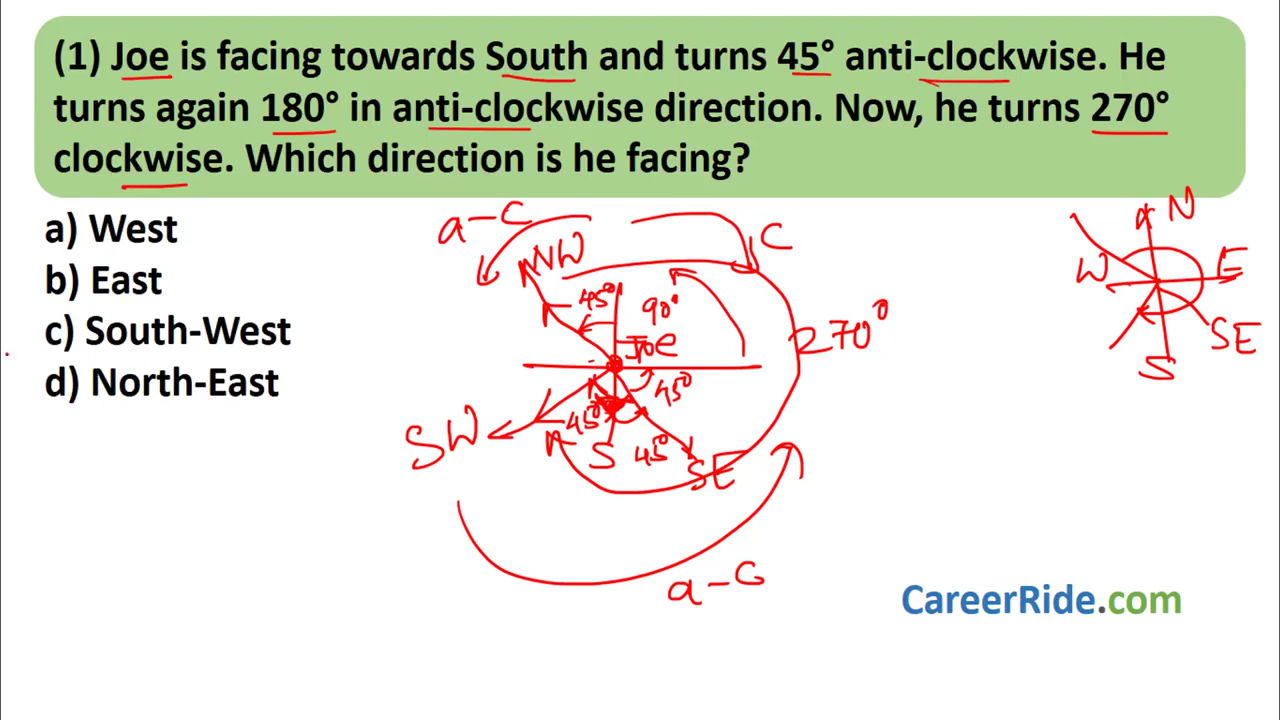 (1) Joe is facing towards South and turns 45° anti-clockwise. He
turns again 180° in anti-clockwise direction. Now, he turns 270°
clockwise. Which direction is he facing?
a) West
b) East
c) South-West
d) North-East
a-c
C
NW
45°
90°
Joe
270°
45°
SW
45°
S
45°
SE
a-c
N
W
E
SE
S
CareerRide.com